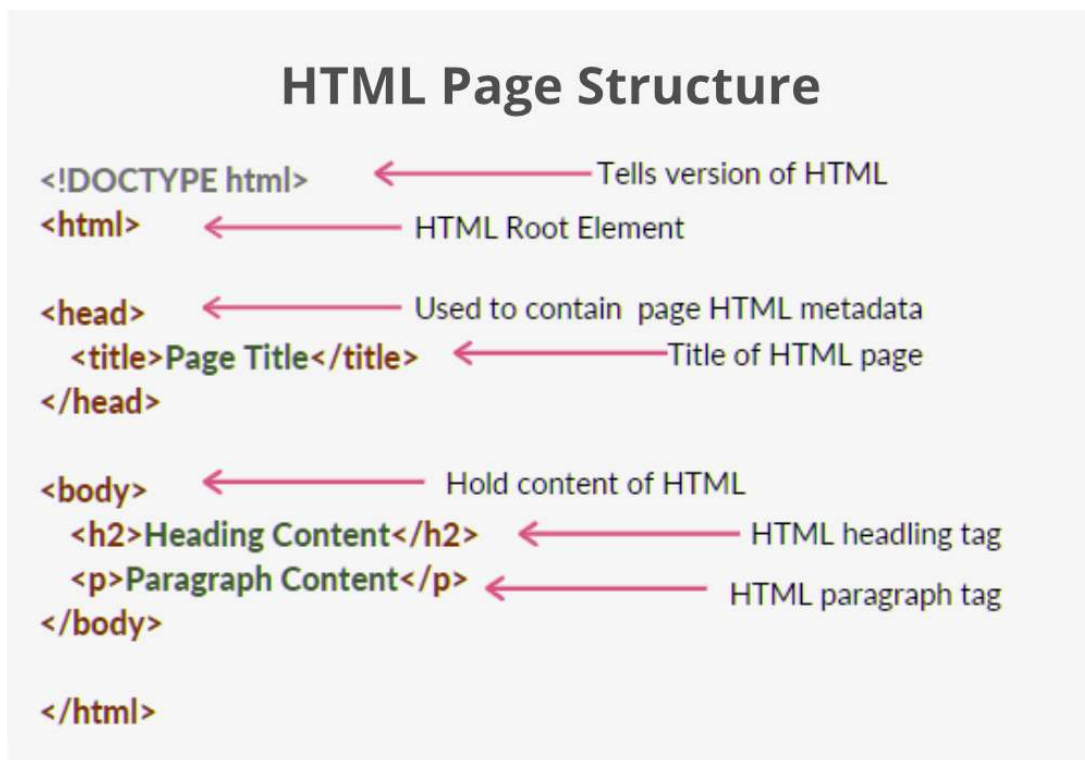 HTML Page Structure
<!DOCTYPE html> Tells version of HTML
<html> HTML Root Element
<head> Used to contain page HTML metadata
<title>Page Title</title> Title of HTML page
</head>
<body> Hold content of HTML
<h2>Heading Content</h2> HTML headling tag
<p>Paragraph Content</p> HTML paragraph tag
</body>
</html>